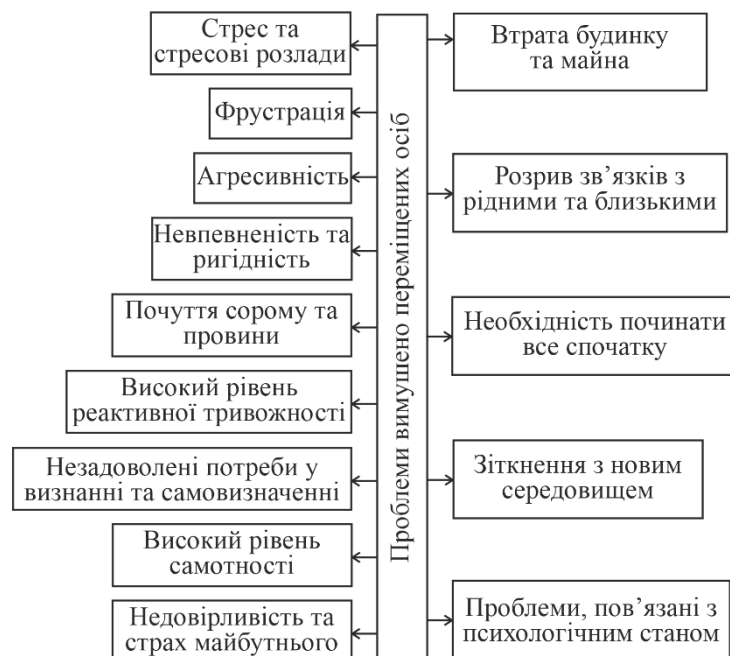 Стрес та
стресові розлади
Фрустрація
Агресивність
Невпевненість та
ригідність
Почуття сорому та
провини
Високий рівень
реактивної тривожності
Незадоволені потреби у
визнанні та самовизначенні
Високий рівень
самотності
Недовірливість та
страх майбутнього
Проблеми вимушено переміщених осіб
Втрата будинку
та майна
Розрив зв’язків з
рідними та близькими
Необхідність починати
все спочатку
Зіткнення з новим
середовищем
Проблеми, пов’язані з
психологічним станом